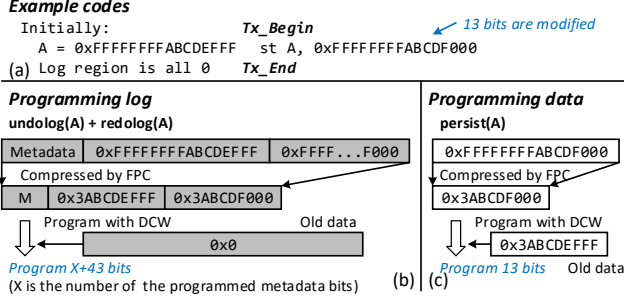 Example codes
Initially:
Tx_Begin
13 bits are modified
A = 0xFFFFFFFFABCDEFFF
st A, 0xFFFFFFFFABCDF000
(a)
Log region is all 0
Tx_End
Programming log
undolog(A) + redolog(A)
Metadata
0xFFFFFFFFABCDEFFF
0xFFFF...F000
Compressed by FPC
M
0x3ABCDEFFF
0x3ABCDF000
Program with DCW
Old data
0x0
Program X+43 bits
(X is the number of the programmed metadata bits)
(b)
Programming data
persist(A)
0xFFFFFFFFABCDF000
Compressed by FPC
0x3ABCDF000
Program with DCW
0x3ABCDEFFF
(c)
Program 13 bits
Old data